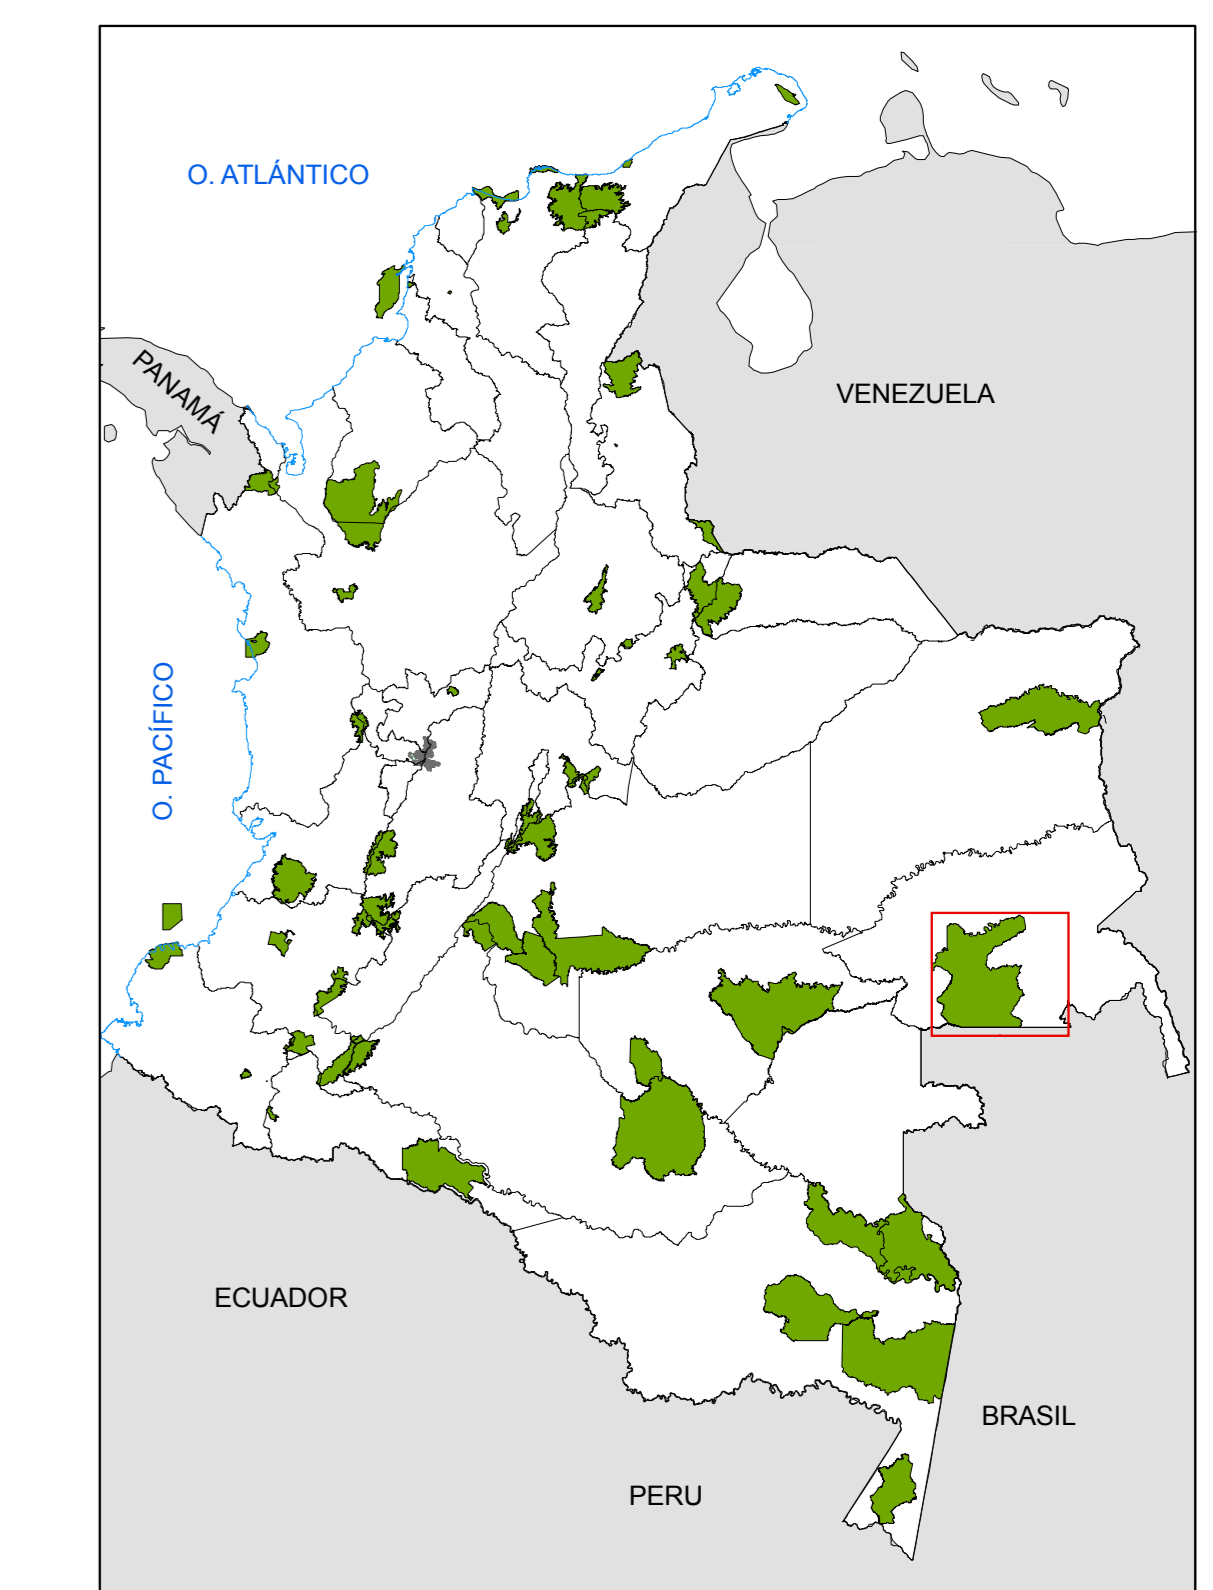 O. ATLÁNTICO
PANAMÁ
VENEZUELA
O. PACÍFICO
ECUADOR
BRASIL
PERU